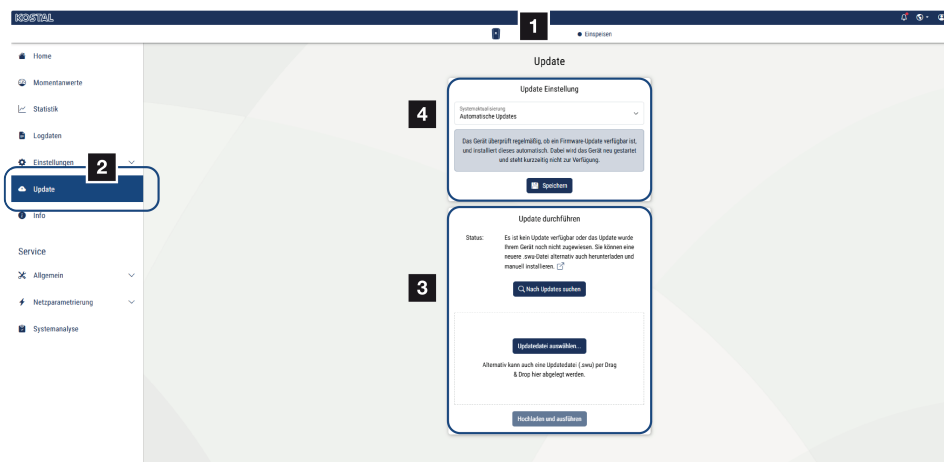 KOSTAL
1
Einspeisen
Home
Momentanwerte
Statistik
Logdaten
Einstellungen
2
Update
Info
Service
Allgemein
Netzparametrierung
Systemanalyse
Update
4
Update Einstellung
Systemaktualisierung
Automatische Updates
Das Gerät überprüft regelmäßig, ob ein Firmware-Update verfügbar ist,
und installiert dieses automatisch. Dabei wird das Gerät neu gestartet
und steht kurzzeitig nicht zur Verfügung.
Speichern
3
Update durchführen
Status: Es ist kein Update verfügbar oder das Update wurde
Ihrem Gerät noch nicht zugewiesen. Sie können eine
neuere .swu-Datei alternativ auch herunterladen und
manuell installieren.
Nach Updates suchen
Updatedatei auswählen...
Alternativ kann auch eine Updatedatei (.swu) per Drag
& Drop hier abgelegt werden.
Hochladen und ausführen